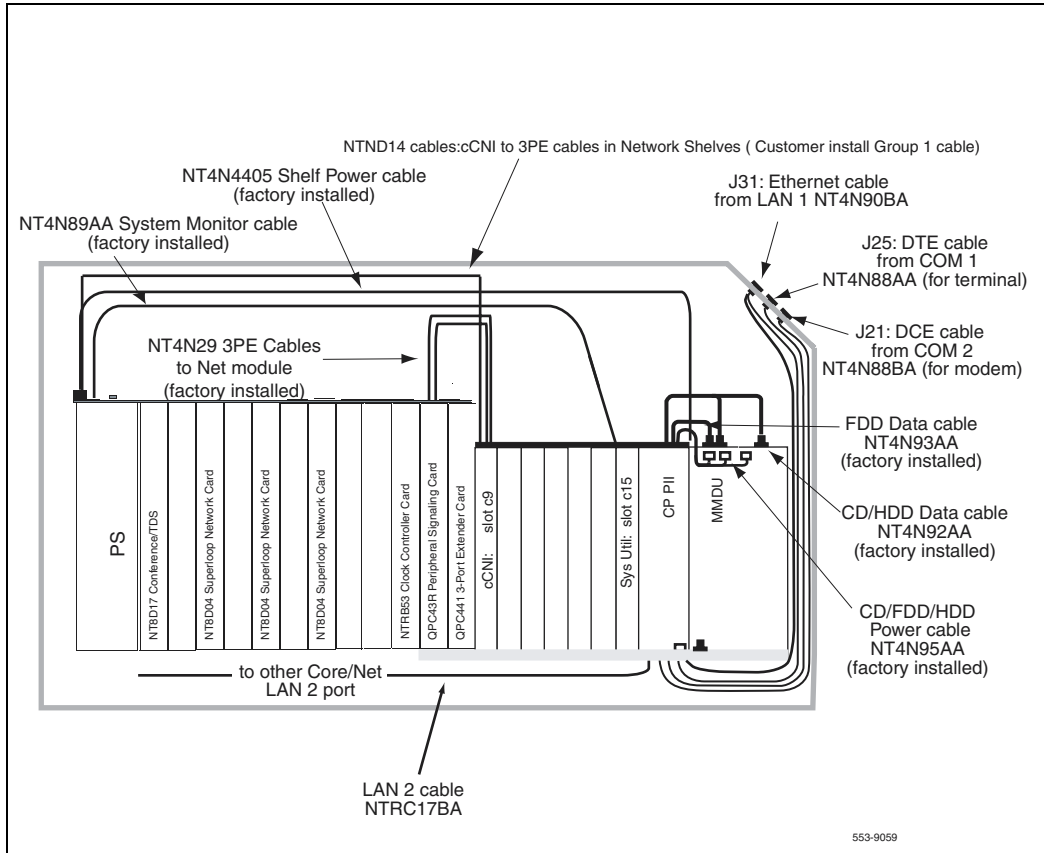 NTND14 cables:cCNI to 3PE cables in Network Shelves ( Customer install Group 1 cable)
NT4N4405 Shelf Power cable
(factory installed)
J31: Ethernet cable
from LAN 1 NT4N90BA
NT4N89AA System Monitor cable
(factory installed)
J25: DTE cable
from COM 1
NT4N88AA (for terminal)
J21: DCE cable
from COM 2
NT4N88BA (for modem)
NT4N29 3PE Cables
to Net module
(factory installed)
FDD Data cable
NT4N93AA
(factory installed)
CD/HDD Data cable
NT4N92AA
(factory installed)
CD/FDD/HDD
Power cable
NT4N95AA
(factory installed)
PS
NT8D17 Conference/TDS
NT8D04 Superloop Network Card
NT8D04 Superloop Network Card
NT8D04 Superloop Network Card
NTRB53 Clock Controller Card
QPC43R Peripheral Signaling Card
QPC441 3-Port Extender Card
cCNI: slot c9
Sys Util: slot c15
CP PII
MMDU
to other Core/Net
LAN 2 port
LAN 2 cable
NTRC17BA
553-9059